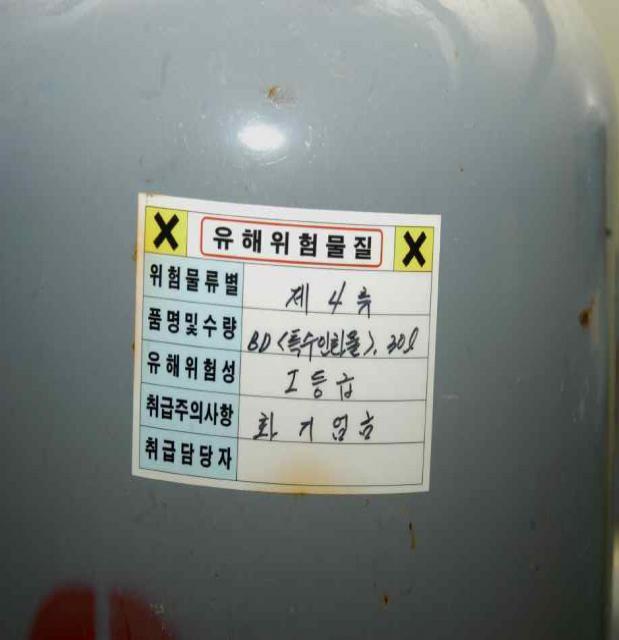 X 유해위험물질 X
위험물류별 제 4 류
품명및수량 BD <특수인화물>. 30ℓ
유해위험성 I 등급
취급주의사항 화기엄금
취급담당자